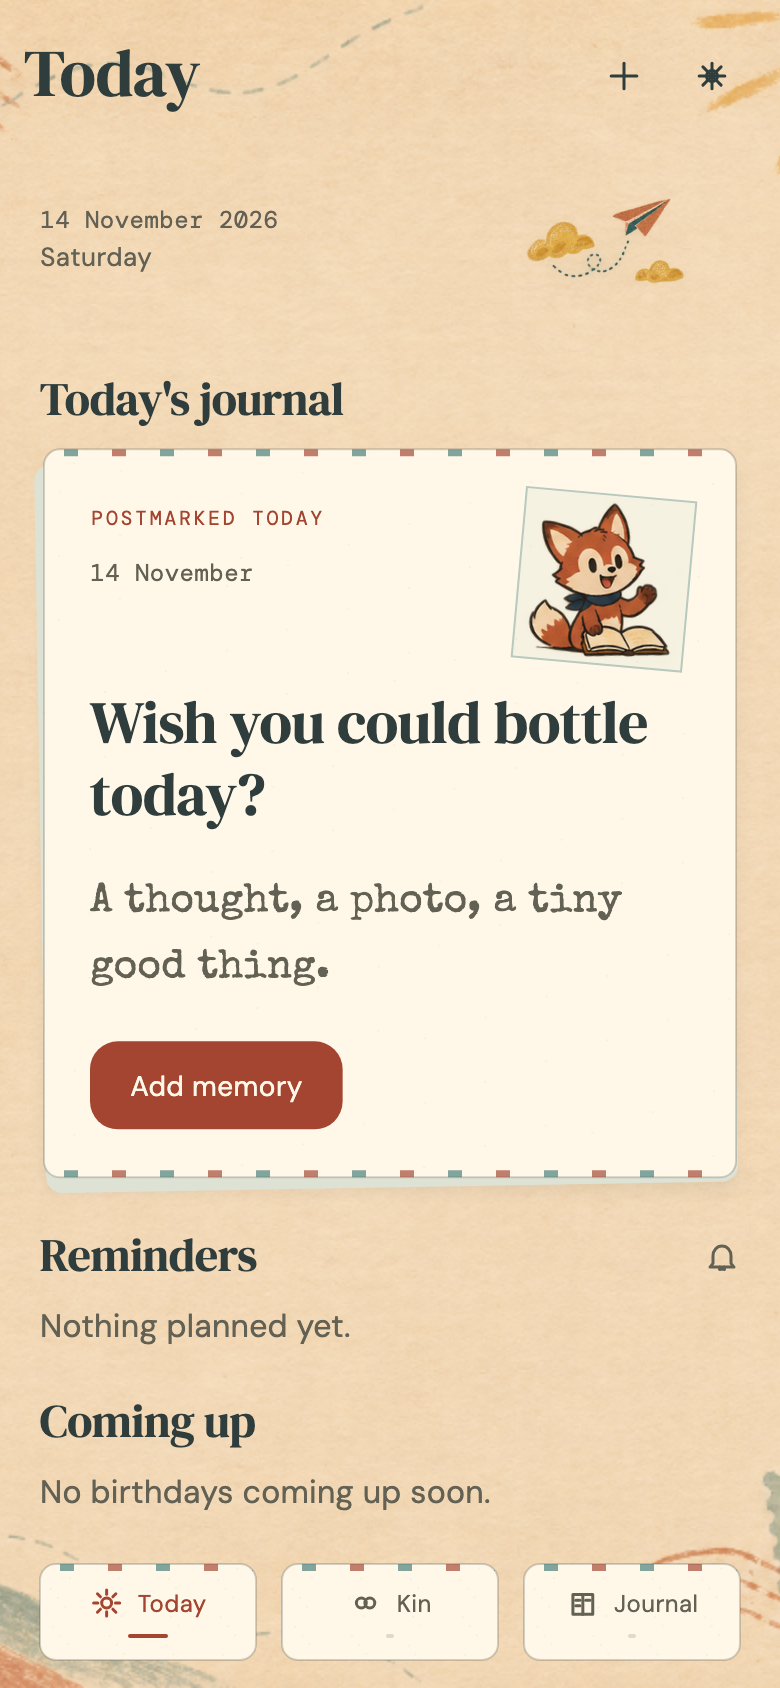 Today
14 November 2026
Saturday
Today's journal
POSTMARKED TODAY
14 November
Wish you could bottle
today?
A thought, a photo, a tiny
good thing.
Add memory
Reminders
Nothing planned yet.
Coming up
No birthdays coming up soon.
Today
Kin
Journal